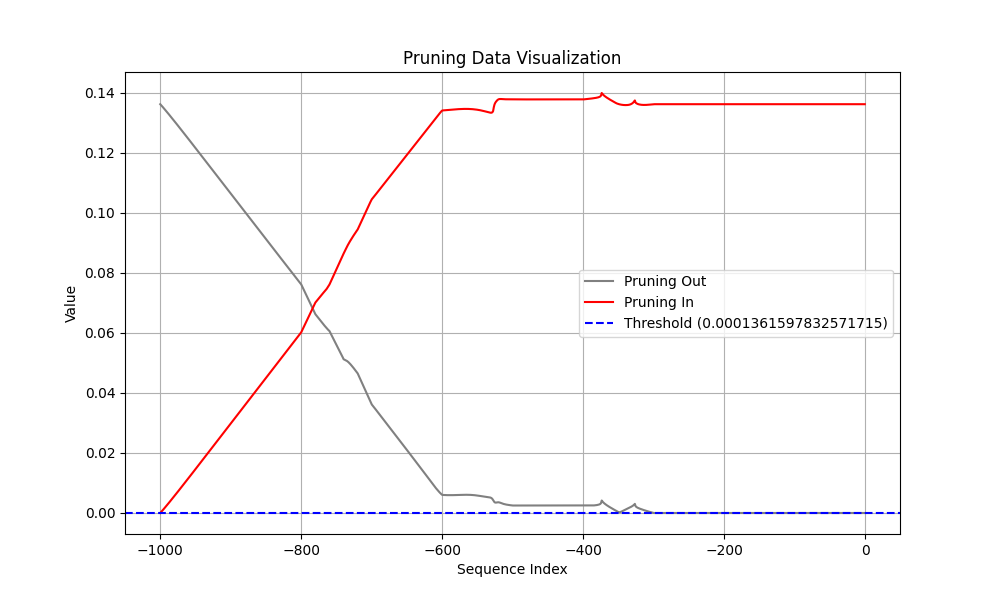 Pruning Data Visualization
Value
0.14
0.12
0.10
0.08
0.06
0.04
0.02
0.00
Pruning Out
Pruning In
Threshold (0.0001361597832571715)
−1000
−800
−600
−400
−200
0
Sequence Index